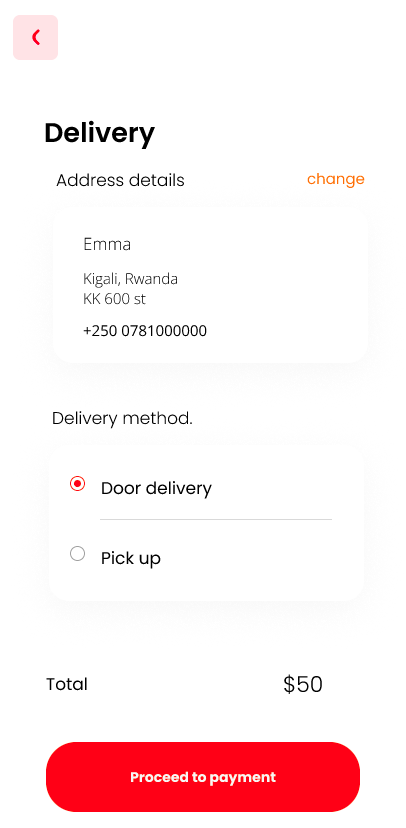 Delivery
Address details
change
Emma
Kigali, Rwanda
KK 600 st
+250 0781000000
Delivery method.
Door delivery
Pick up
Total
$50
Proceed to payment